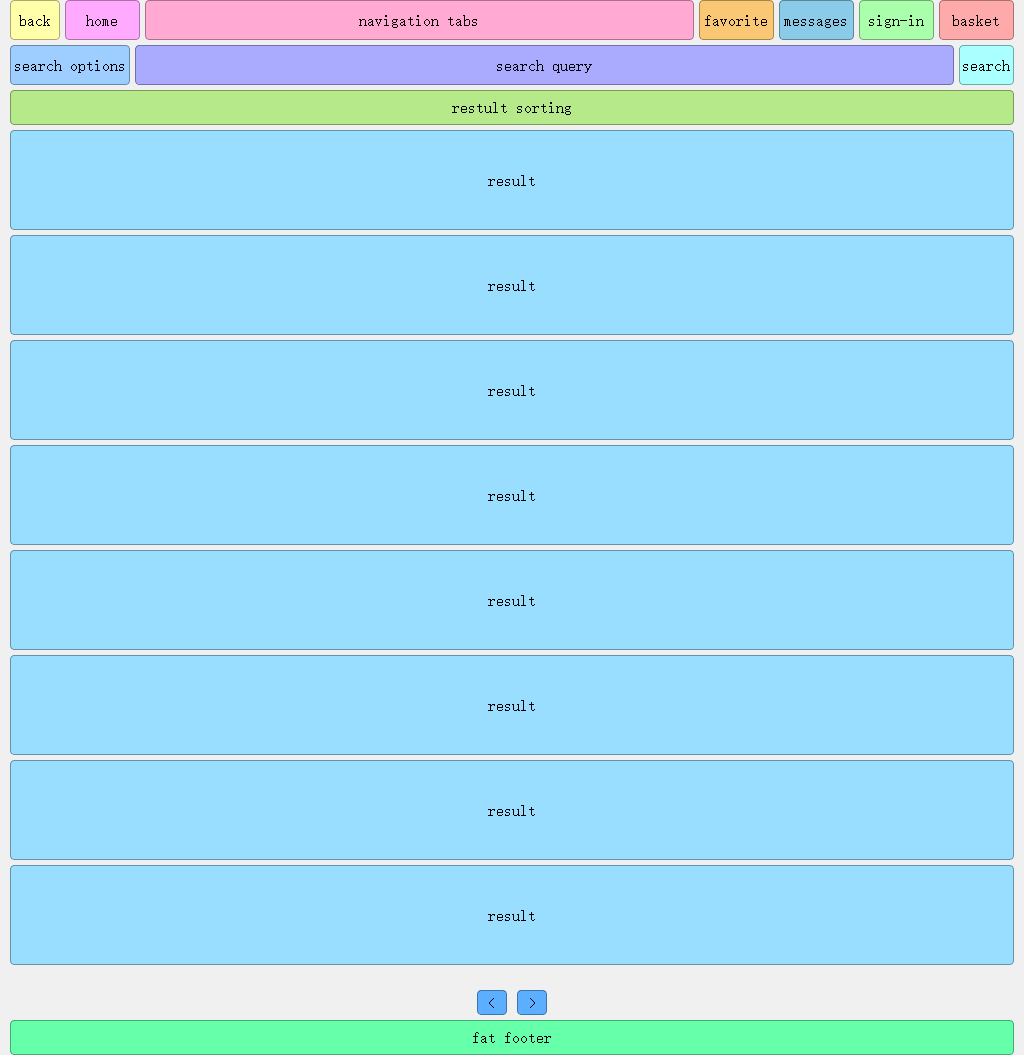 back home navigation tabs favorite messages sign-in basket
search options search query search
restult sorting
result
result
result
result
result
result
result
result
< >
fat footer